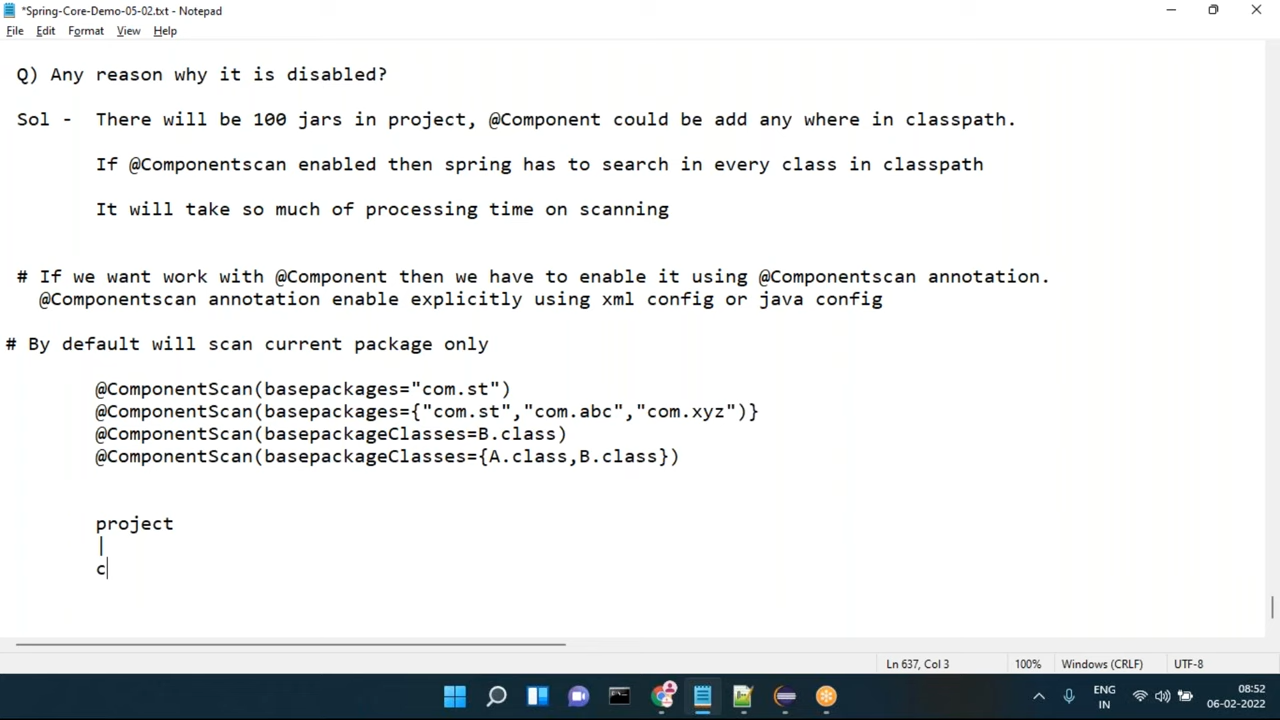 *Spring-Core-Demo-05-02.txt - Notepad
File Edit Format View Help
Q) Any reason why it is disabled?
Sol - There will be 100 jars in project, @Component could be add any where in classpath.
If @Componentscan enabled then spring has to search in every class in classpath
It will take so much of processing time on scanning
# If we want work with @Component then we have to enable it using @Componentscan annotation.
@Componentscan annotation enable explicitly using xml config or java config
# By default will scan current package only
@ComponentScan(basepackages="com.st")
@ComponentScan(basepackages={"com.st","com.abc","com.xyz")}
@ComponentScan(basepackageClasses=B.class)
@ComponentScan(basepackageClasses={A.class,B.class})
project
|
c
Ln 637, Col 3 100% Windows (CRLF) UTF-8
ENG 08:52
IN 06-02-2022